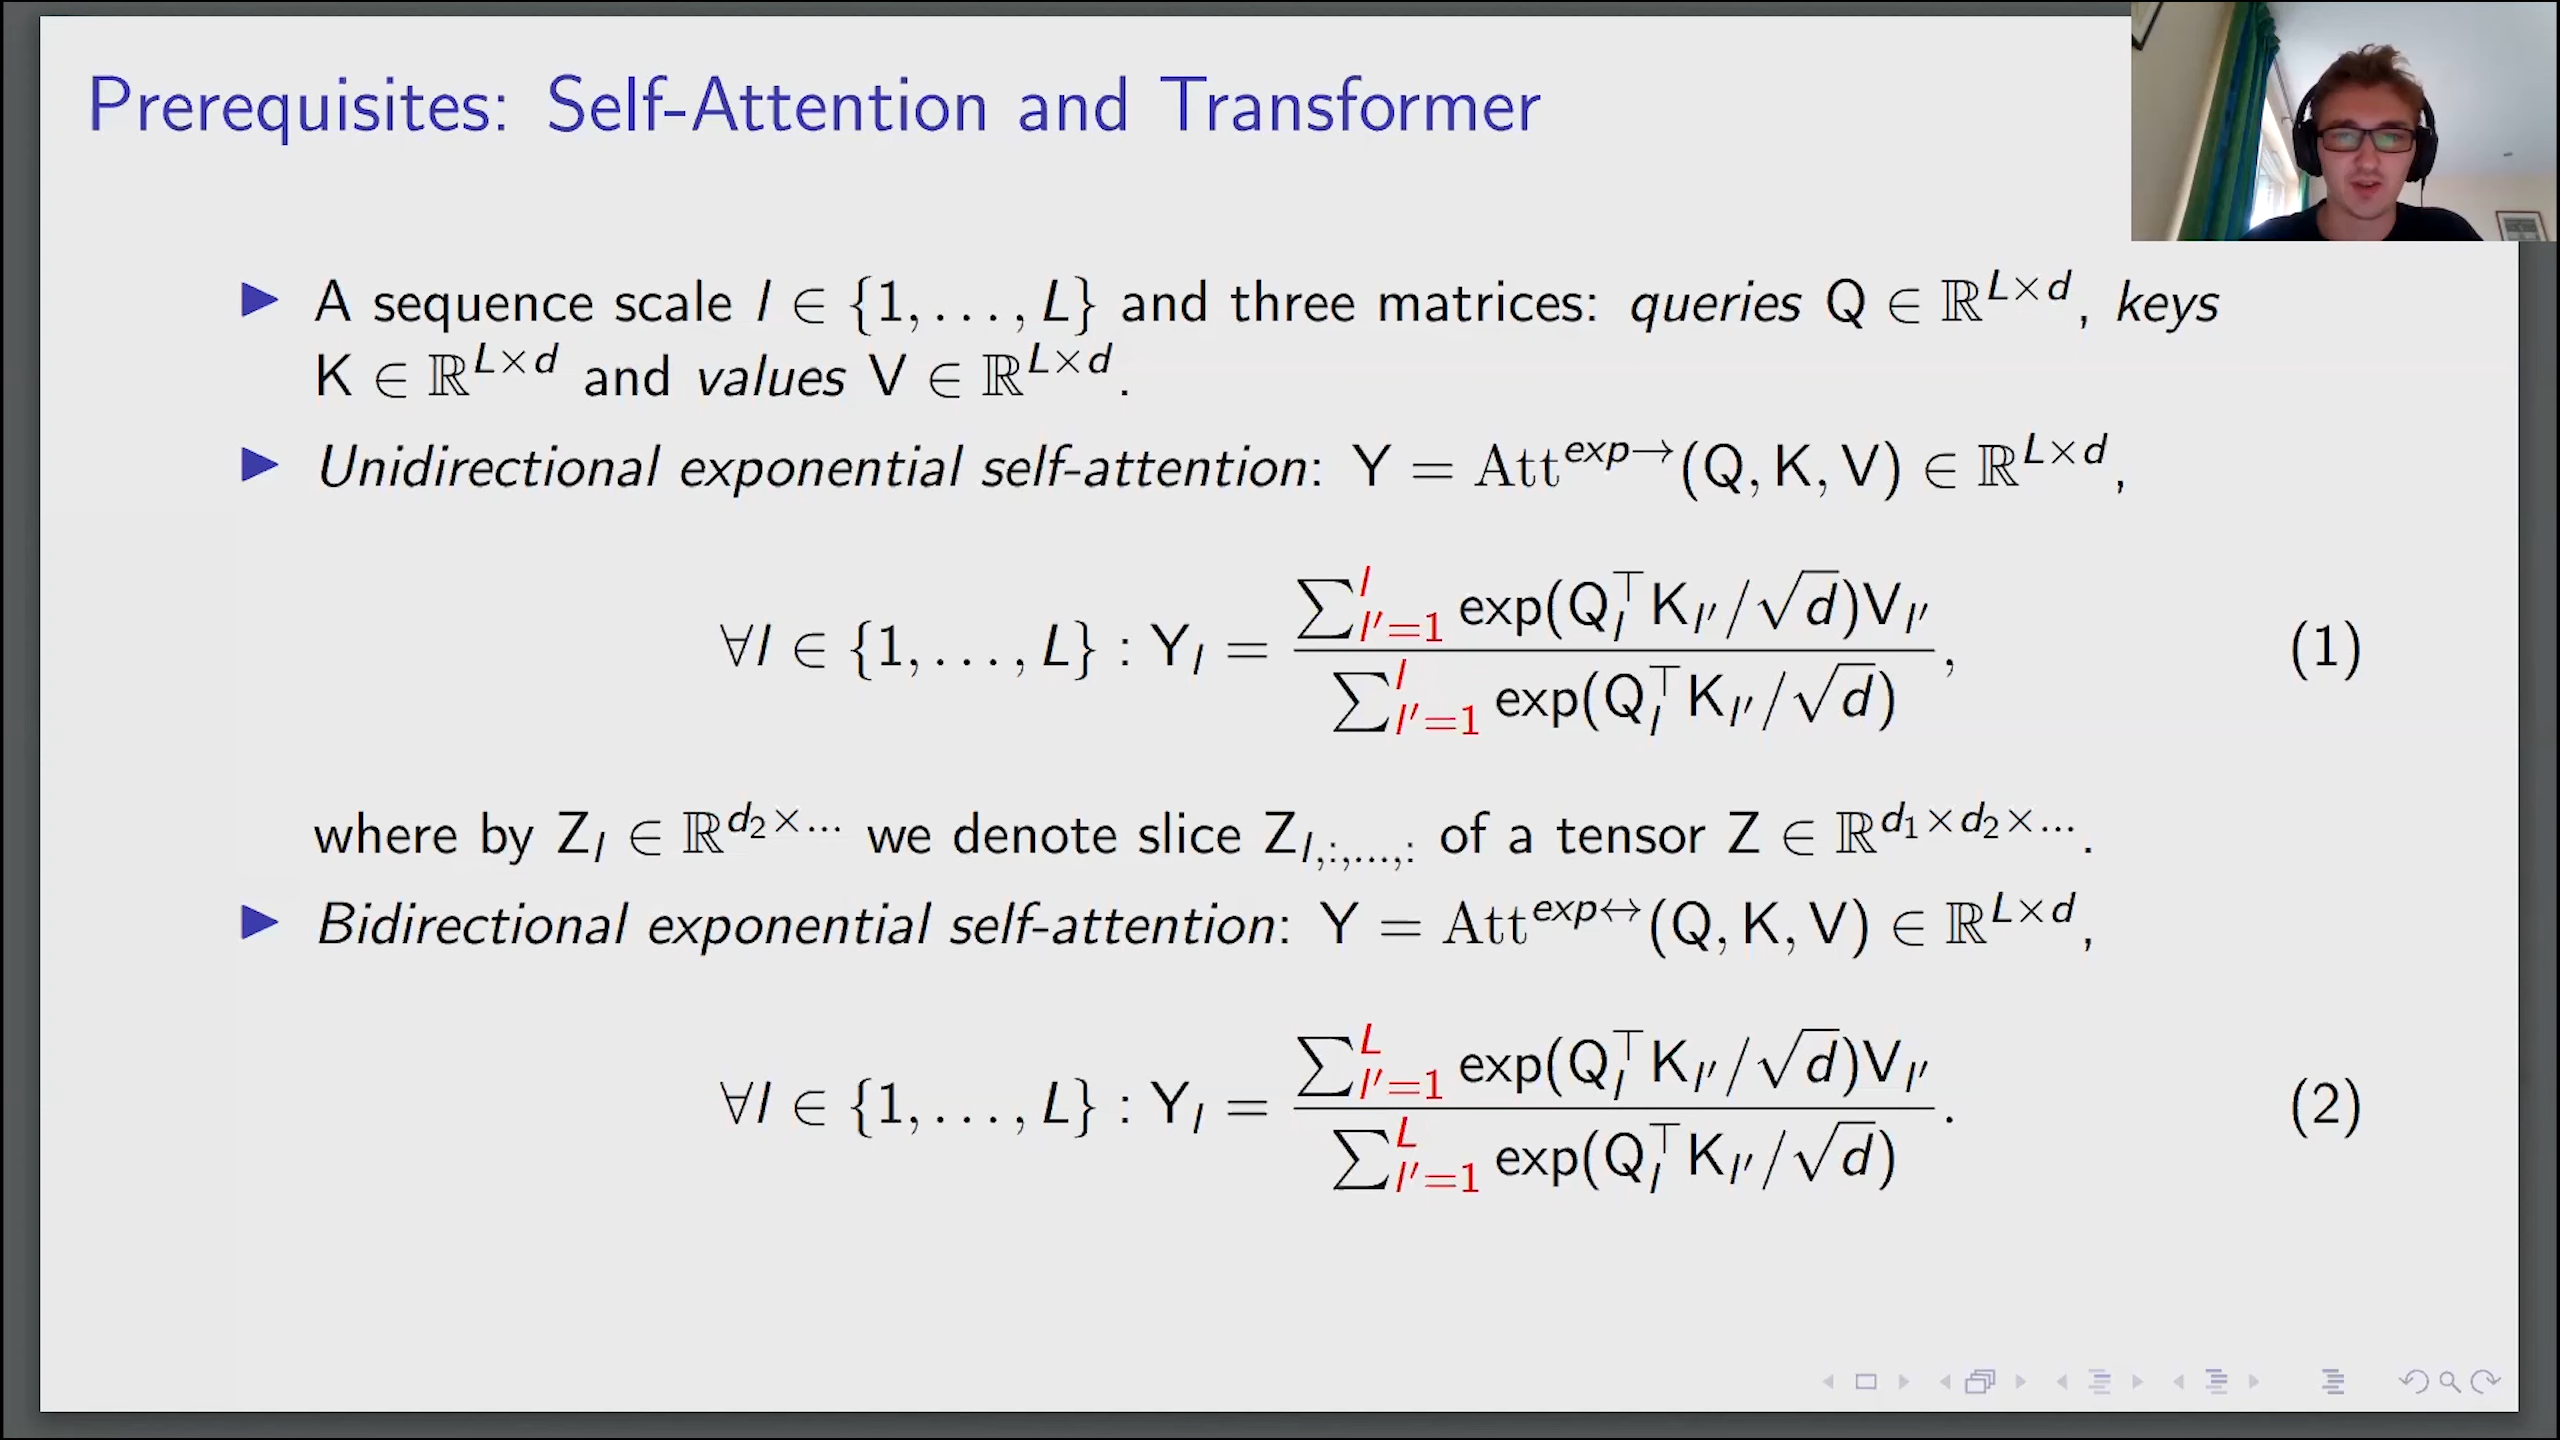 Prerequisites: Self-Attention and Transformer
▶ A sequence scale l ∈ {1, . . . , L} and three matrices: queries Q ∈ ℝ^{L×d}, keys
K ∈ ℝ^{L×d} and values V ∈ ℝ^{L×d}.
▶ Unidirectional exponential self-attention: Y = Att^{exp→}(Q, K, V) ∈ ℝ^{L×d},
∀l ∈ {1, . . . , L} : Y_l = \frac{∑_{l'=1}^{l} exp(Q_l^⊤ K_{l'}/√d)V_{l'}}{∑_{l'=1}^{l} exp(Q_l^⊤ K_{l'}/√d)}, (1)
where by Z_l ∈ ℝ^{d_2×...} we denote slice Z_{l,:,...,:} of a tensor Z ∈ ℝ^{d_1×d_2×...}.
▶ Bidirectional exponential self-attention: Y = Att^{exp↔}(Q, K, V) ∈ ℝ^{L×d},
∀l ∈ {1, . . . , L} : Y_l = \frac{∑_{l'=1}^{L} exp(Q_l^⊤ K_{l'}/√d)V_{l'}}{∑_{l'=1}^{L} exp(Q_l^⊤ K_{l'}/√d)}. (2)